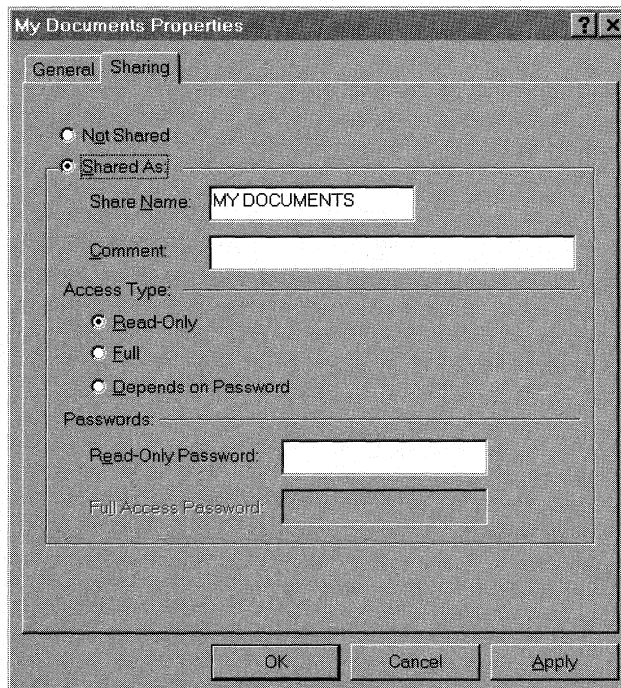 My Documents Properties
General Sharing
Not Shared
Shared As:
Share Name: MY DOCUMENTS
Comment:
Access Type:
Read-Only
Full
Depends on Password
Passwords:
Read-Only Password:
Full Access Password:
OK Cancel Apply